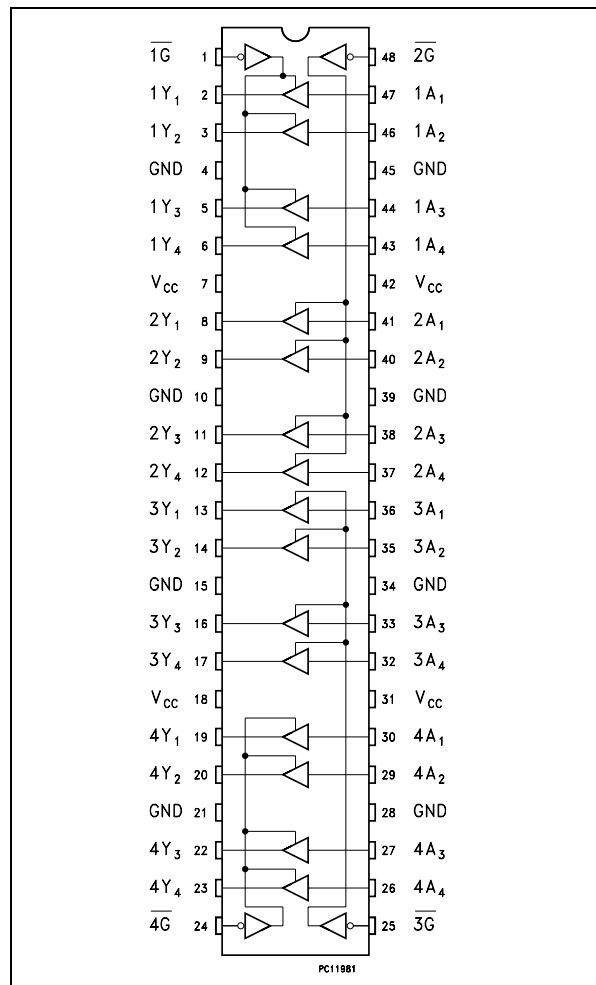 1G 1 48 2G
1Y1 2 47 1A1
1Y2 3 46 1A2
GND 4 45 GND
1Y3 5 44 1A3
1Y4 6 43 1A4
VCC 7 42 VCC
2Y1 8 41 2A1
2Y2 9 40 2A2
GND 10 39 GND
2Y3 11 38 2A3
2Y4 12 37 2A4
3Y1 13 36 3A1
3Y2 14 35 3A2
GND 15 34 GND
3Y3 16 33 3A3
3Y4 17 32 3A4
VCC 18 31 VCC
4Y1 19 30 4A1
4Y2 20 29 4A2
GND 21 28 GND
4Y3 22 27 4A3
4Y4 23 26 4A4
4G 24 25 3G
PC11981